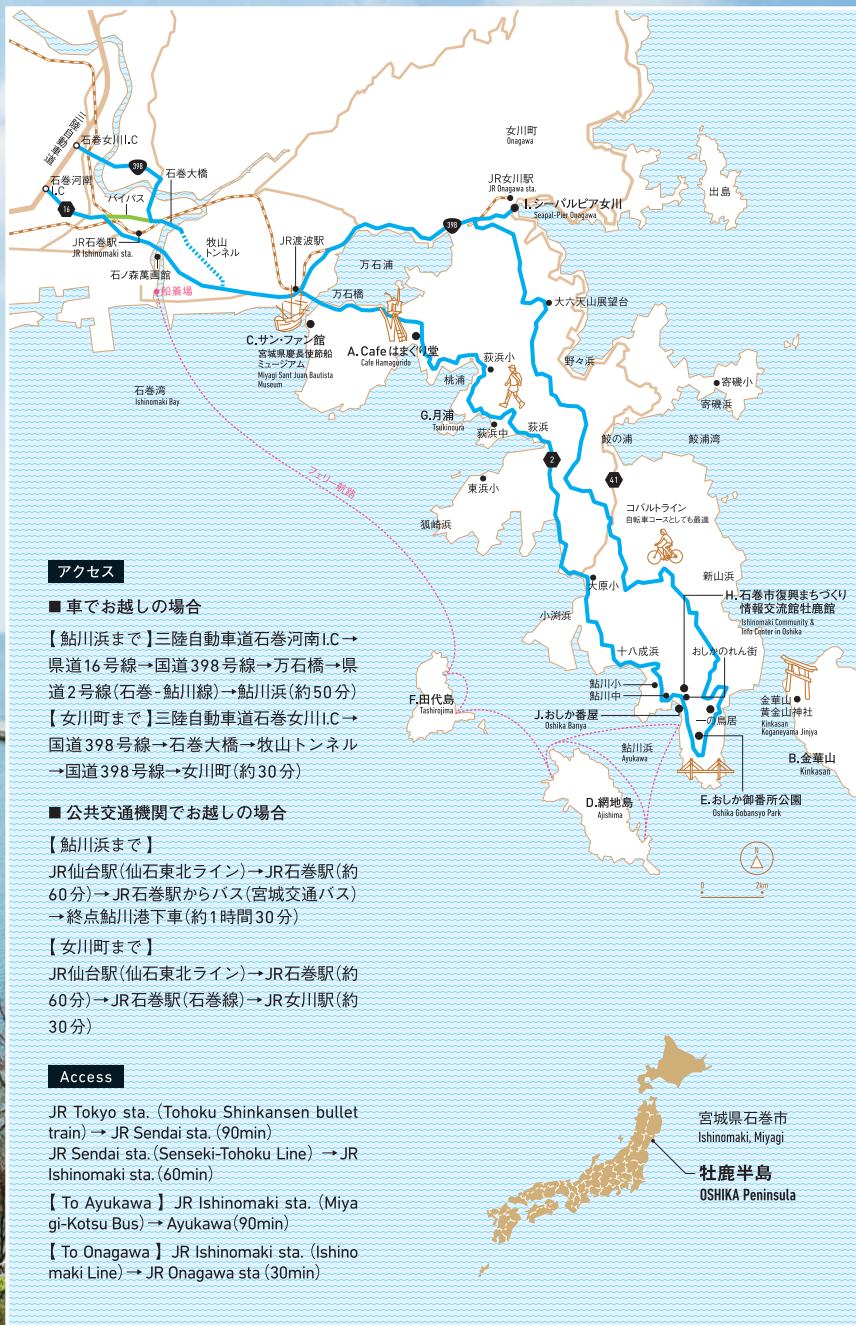 三陸自動車道
石巻女川I.C
398
石巻大橋
石巻河南
I.C
16
バイパス
JR石巻駅
JR Ishinomaki sta.
牧山
トンネル
石ノ森萬画館
船着場
JR渡波駅
万石浦
万石橋
398
女川町
Onagawa
JR女川駅
JR Onagawa sta.
I.シーパルピア女川
Seapal-Pier Onagawa
出島
C.サン・ファン館
宮城県慶長使節船
ミュージアム
Miyagi Sant Juan Bautista
Museum
A.Cafeはまぐり堂
Cafe Hamagurido
大六天山展望台
野々浜
荻浜小
桃浦
寄磯小
寄磯浜
石巻湾
Ishinomaki Bay
G.月浦
Tsukinoura
荻浜中
荻浜
鮫の浦
鮫浦湾
2
41
東浜小
狐崎浜
フェリー航路
コバルトライン
自転車コースとしても最適
新山浜
大原小
小渕浜
H.石巻市復興まちづくり
情報交流館牡鹿館
Ishinomaki Community &
Info Center in Oshika
十八成浜
おしかのれん街
鮎川小
鮎川中
F.田代島
Tashirojima
J.おしか番屋
Oshika Banya
一の鳥居
金華山
黄金山神社
Kinkasan
Koganeyama Jinjya
鮎川浜
Ayukawa
B.金華山
Kinkasan
D.網地島
Ajishima
E.おしか御番所公園
Oshika Gobansyo Park
N
0 2km
アクセス
■ 車でお越しの場合
【鮎川浜まで】三陸自動車道石巻河南I.C→
県道16号線→国道398号線→万石橋→県
道2号線(石巻-鮎川線)→鮎川浜(約50分)
【女川町まで】三陸自動車道石巻女川I.C→
国道398号線→石巻大橋→牧山トンネル
→国道398号線→女川町(約30分)
■ 公共交通機関でお越しの場合
【鮎川浜まで】
JR仙台駅(仙石東北ライン)→JR石巻駅(約
60分)→JR石巻駅からバス(宮城交通バス)
→終点鮎川港下車(約1時間30分)
【女川町まで】
JR仙台駅(仙石東北ライン)→JR石巻駅(約
60分)→JR石巻駅(石巻線)→JR女川駅(約
30分)
Access
JR Tokyo sta. (Tohoku Shinkansen bullet
train) → JR Sendai sta. (90min)
JR Sendai sta. (Senseki-Tohoku Line) → JR
Ishinomaki sta. (60min)
【 To Ayukawa 】 JR Ishinomaki sta. (Miya
gi-Kotsu Bus) → Ayukawa (90min)
【 To Onagawa 】 JR Ishinomaki sta. (Ishino
maki Line) → JR Onagawa sta (30min)
宮城県石巻市
Ishinomaki, Miyagi
牡鹿半島
OSHIKA Peninsula